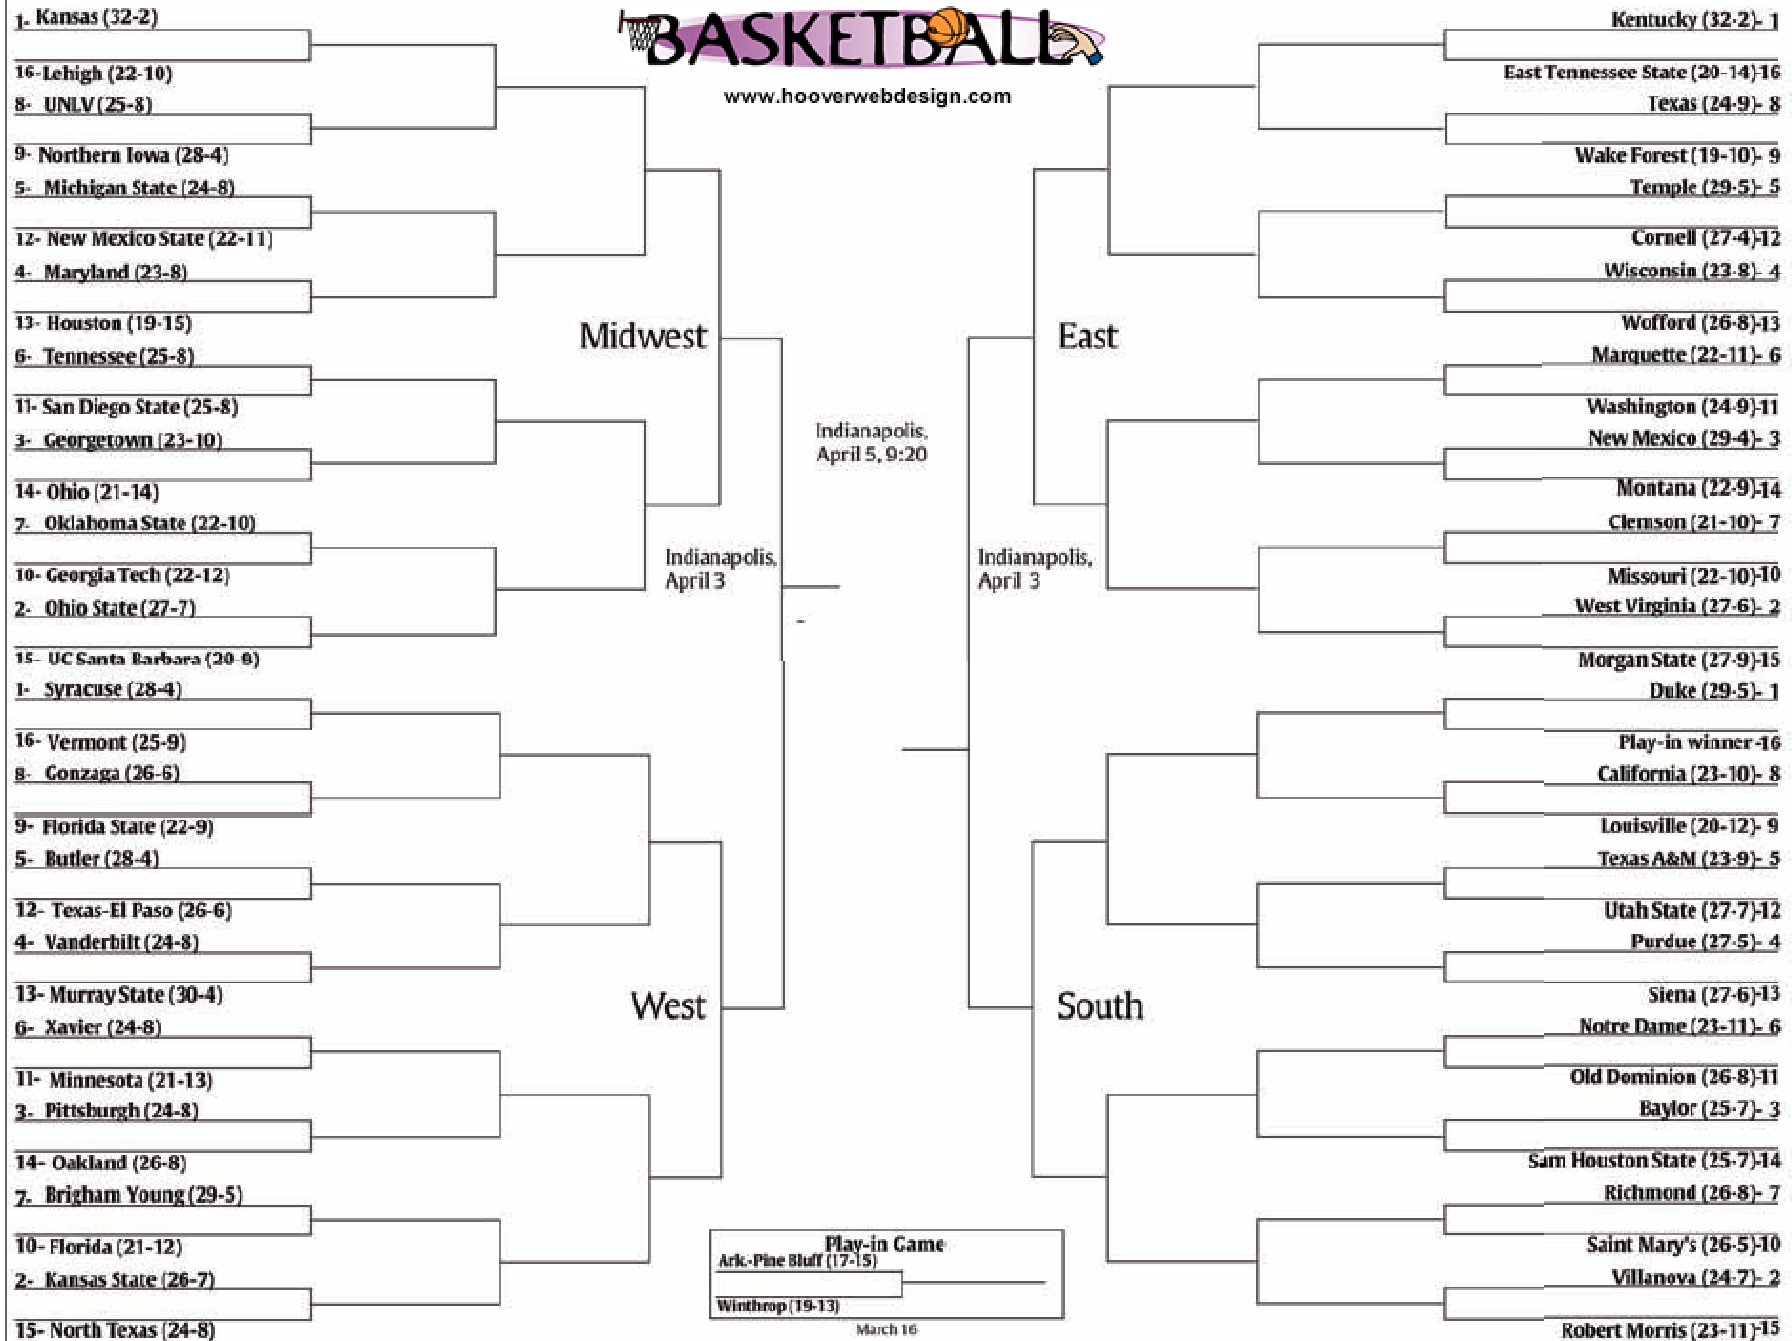 BASKETBALL
www.hooverwebdesign.com
1- Kansas (32-2)
16-Lehigh (22-10)
8- UNLV (25-8)
9- Northern Iowa (28-4)
5- Michigan State (24-8)
12- New Mexico State (22-11)
4- Maryland (23-8)
13- Houston (19-15)
6- Tennessee (25-8)
11- San Diego State (25-8)
3- Georgetown (23-10)
14- Ohio (21-14)
7- Oklahoma State (22-10)
10- Georgia Tech (22-12)
2- Ohio State (27-7)
15- UC Santa Barbara (20-9)
Midwest
1- Syracuse (28-4)
16- Vermont (25-9)
8- Gonzaga (26-6)
9- Florida State (22-9)
5- Butler (28-4)
12- Texas-El Paso (26-6)
4- Vanderbilt (24-8)
13- Murray State (30-4)
6- Xavier (24-8)
11- Minnesota (21-13)
3- Pittsburgh (24-8)
14- Oakland (26-8)
7- Brigham Young (29-5)
10- Florida (21-12)
2- Kansas State (26-7)
15- North Texas (24-8)
West
Indianapolis,
April 3
Indianapolis,
April 5, 9:20
-
Indianapolis,
April 3
Kentucky (32-2)- 1
East Tennessee State (20-14)-16
Texas (24-9)- 8
Wake Forest (19-10)- 9
Temple (29-5)- 5
Cornell (27-4)-12
Wisconsin (23-8)- 4
Wofford (26-8)-13
Marquette (22-11)- 6
Washington (24-9)-11
New Mexico (29-4)- 3
Montana (22-9)-14
Clemson (21-10)- 7
Missouri (22-10)-10
West Virginia (27-6)- 2
Morgan State (27-9)-15
East
Duke (29-5)- 1
Play-in winner-16
California (23-10)- 8
Louisville (20-12)- 9
Texas A&M (23-9)- 5
Utah State (27-7)-12
Purdue (27-5)- 4
Siena (27-6)-13
Notre Dame (23-11)- 6
Old Dominion (26-8)-11
Baylor (25-7)- 3
Sam Houston State (25-7)-14
Richmond (26-8)- 7
Saint Mary's (26-5)-10
Villanova (24-7)- 2
Robert Morris (23-11)-15
South
Play-in Game
Ark.-Pine Bluff (17-15)
Winthrop (19-13)
March 16